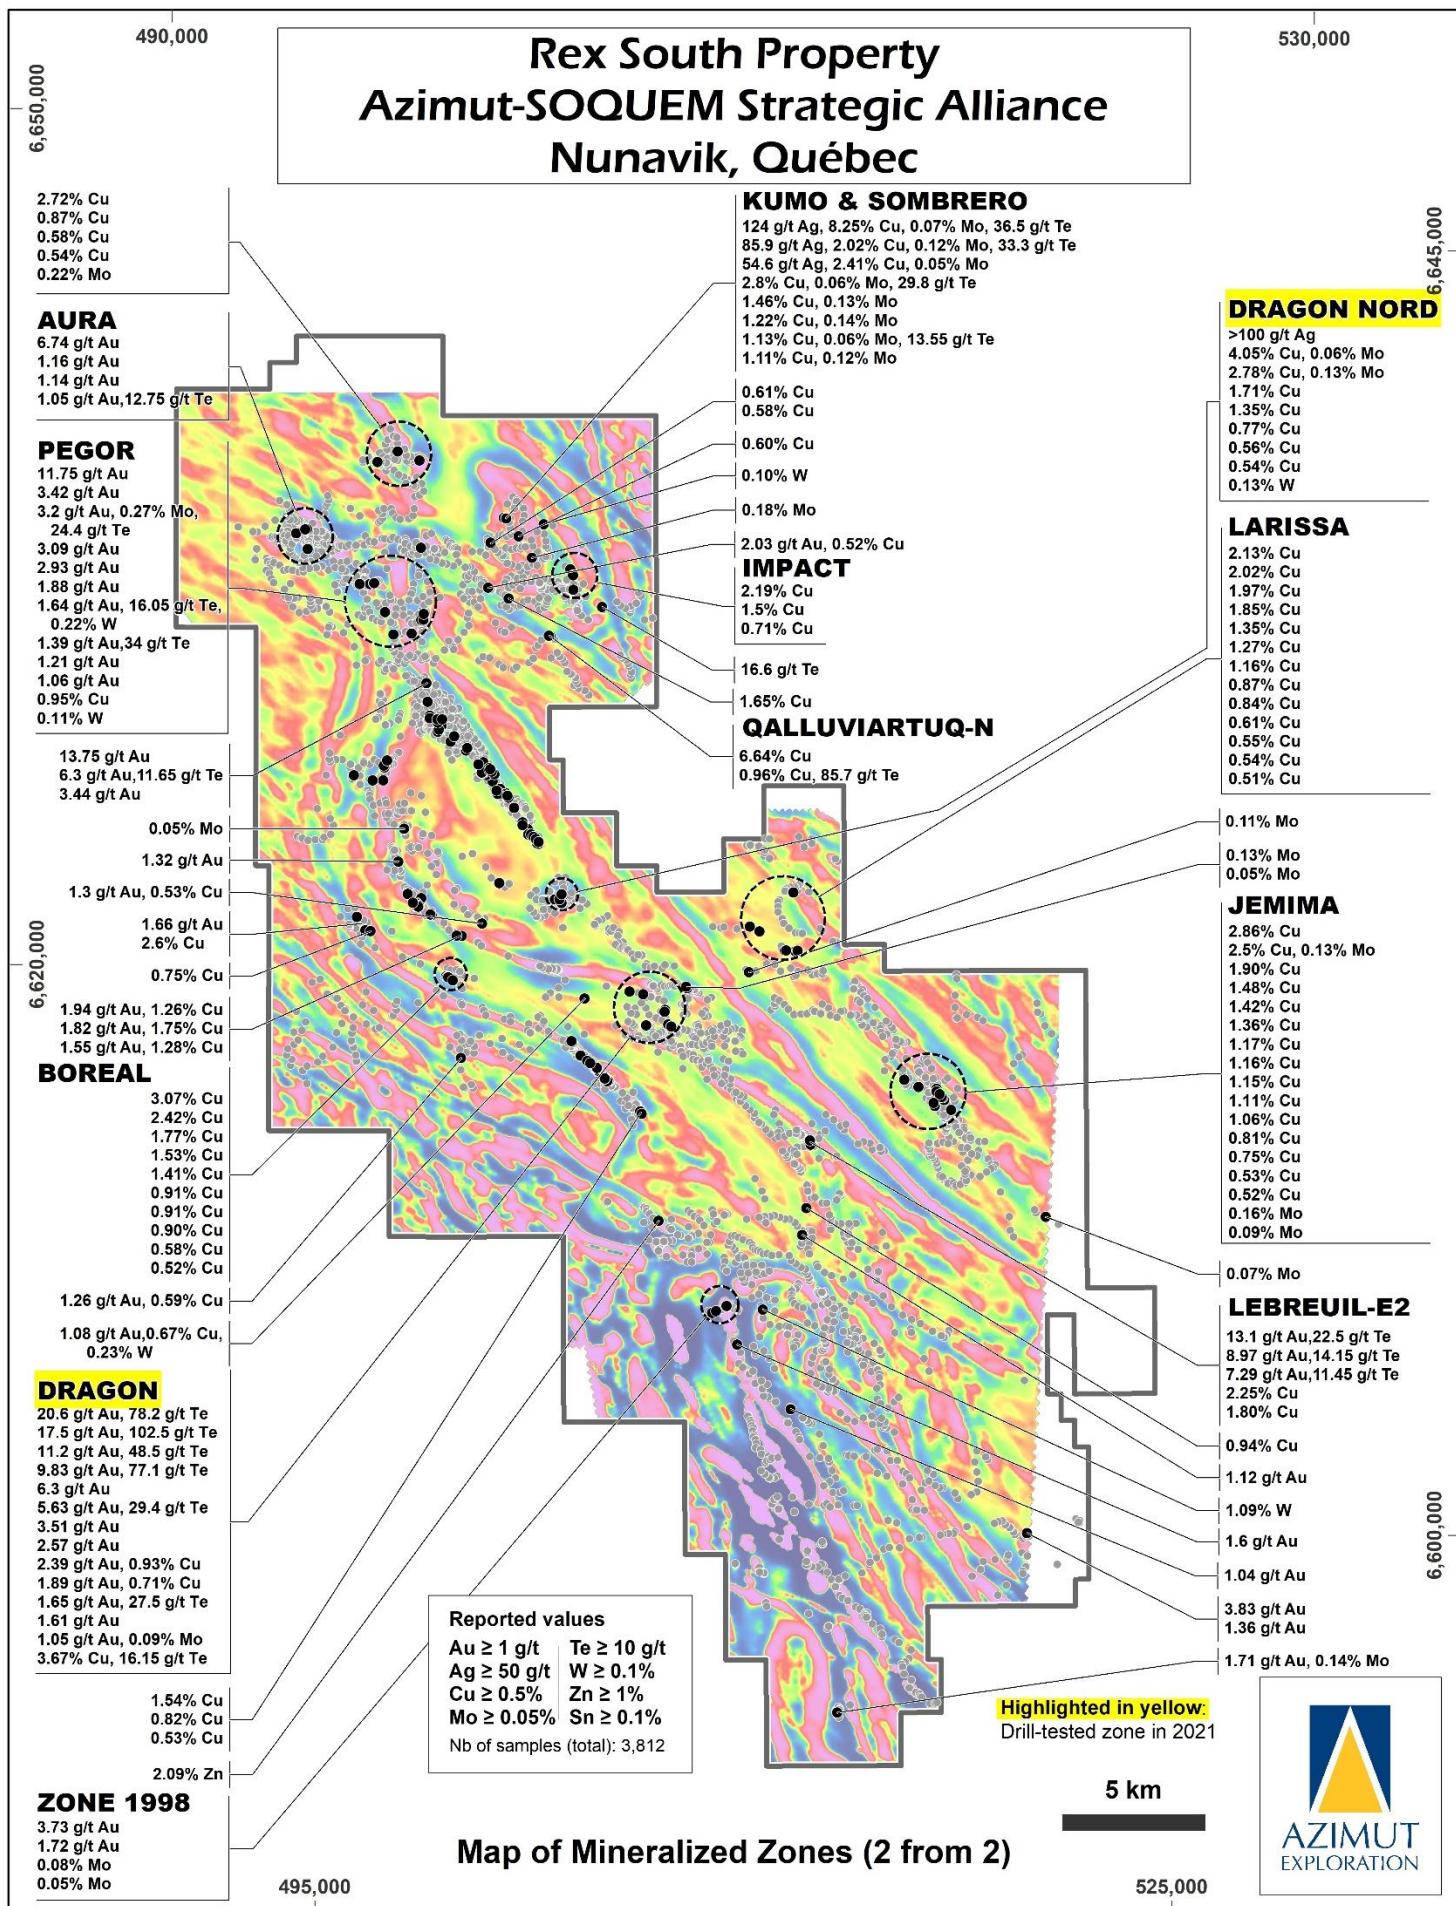 490,000
530,000
6,650,000
Rex South Property
Azimut-SOQUEM Strategic Alliance
Nunavik, Québec
6,645,000
2.72% Cu
0.87% Cu
0.58% Cu
0.54% Cu
0.22% Mo
AURA
6.74 g/t Au
1.16 g/t Au
1.14 g/t Au
1.05 g/t Au,12.75 g/t Te
PEGOR
11.75 g/t Au
3.42 g/t Au
3.2 g/t Au, 0.27% Mo,
24.4 g/t Te
3.09 g/t Au
2.93 g/t Au
1.88 g/t Au
1.64 g/t Au, 16.05 g/t Te,
0.22% W
1.39 g/t Au,34 g/t Te
1.21 g/t Au
1.06 g/t Au
0.95% Cu
0.11% W
13.75 g/t Au
6.3 g/t Au,11.65 g/t Te
3.44 g/t Au
0.05% Mo
1.32 g/t Au
1.3 g/t Au, 0.53% Cu
1.66 g/t Au
2.6% Cu
6,620,000
0.75% Cu
1.94 g/t Au, 1.26% Cu
1.82 g/t Au, 1.75% Cu
1.55 g/t Au, 1.28% Cu
BOREAL
3.07% Cu
2.42% Cu
1.77% Cu
1.53% Cu
1.41% Cu
0.91% Cu
0.91% Cu
0.90% Cu
0.58% Cu
0.52% Cu
1.26 g/t Au, 0.59% Cu
1.08 g/t Au,0.67% Cu,
0.23% W
DRAGON
20.6 g/t Au, 78.2 g/t Te
17.5 g/t Au, 102.5 g/t Te
11.2 g/t Au, 48.5 g/t Te
9.83 g/t Au, 77.1 g/t Te
6.3 g/t Au
5.63 g/t Au, 29.4 g/t Te
3.51 g/t Au
2.57 g/t Au
2.39 g/t Au, 0.93% Cu
1.89 g/t Au, 0.71% Cu
1.65 g/t Au, 27.5 g/t Te
1.61 g/t Au
1.05 g/t Au, 0.09% Mo
3.67% Cu, 16.15 g/t Te
1.54% Cu
0.82% Cu
0.53% Cu
2.09% Zn
ZONE 1998
3.73 g/t Au
1.72 g/t Au
0.08% Mo
0.05% Mo
KUMO & SOMBRERO
124 g/t Ag, 8.25% Cu, 0.07% Mo, 36.5 g/t Te
85.9 g/t Ag, 2.02% Cu, 0.12% Mo, 33.3 g/t Te
54.6 g/t Ag, 2.41% Cu, 0.05% Mo
2.8% Cu, 0.06% Mo, 29.8 g/t Te
1.46% Cu, 0.13% Mo
1.22% Cu, 0.14% Mo
1.13% Cu, 0.06% Mo, 13.55 g/t Te
1.11% Cu, 0.12% Mo
0.61% Cu
0.58% Cu
0.60% Cu
0.10% W
0.18% Mo
2.03 g/t Au, 0.52% Cu
IMPACT
2.19% Cu
1.5% Cu
0.71% Cu
16.6 g/t Te
1.65% Cu
QALLUVIARTUQ-N
6.64% Cu
0.96% Cu, 85.7 g/t Te
DRAGON NORD
>100 g/t Ag
4.05% Cu, 0.06% Mo
2.78% Cu, 0.13% Mo
1.71% Cu
1.35% Cu
0.77% Cu
0.56% Cu
0.54% Cu
0.13% W
LARISSA
2.13% Cu
2.02% Cu
1.97% Cu
1.85% Cu
1.35% Cu
1.27% Cu
1.16% Cu
0.87% Cu
0.84% Cu
0.61% Cu
0.55% Cu
0.54% Cu
0.51% Cu
0.11% Mo
0.13% Mo
0.05% Mo
JEMIMA
2.86% Cu
2.5% Cu, 0.13% Mo
1.90% Cu
1.48% Cu
1.42% Cu
1.36% Cu
1.17% Cu
1.16% Cu
1.15% Cu
1.11% Cu
1.06% Cu
0.81% Cu
0.75% Cu
0.53% Cu
0.52% Cu
0.16% Mo
0.09% Mo
0.07% Mo
LEBREUIL-E2
13.1 g/t Au,22.5 g/t Te
8.97 g/t Au,14.15 g/t Te
7.29 g/t Au,11.45 g/t Te
2.25% Cu
1.80% Cu
0.94% Cu
1.12 g/t Au
1.09% W
1.6 g/t Au
1.04 g/t Au
3.83 g/t Au
1.36 g/t Au
1.71 g/t Au, 0.14% Mo
6,600,000
Reported values
Au ≥ 1 g/t Te ≥ 10 g/t
Ag ≥ 50 g/t W ≥ 0.1%
Cu ≥ 0.5% Zn ≥ 1%
Mo ≥ 0.05% Sn ≥ 0.1%
Nb of samples (total): 3,812
Highlighted in yellow:
Drill-tested zone in 2021
5 km
Map of Mineralized Zones (2 from 2)
AZIMUT
EXPLORATION
495,000
525,000